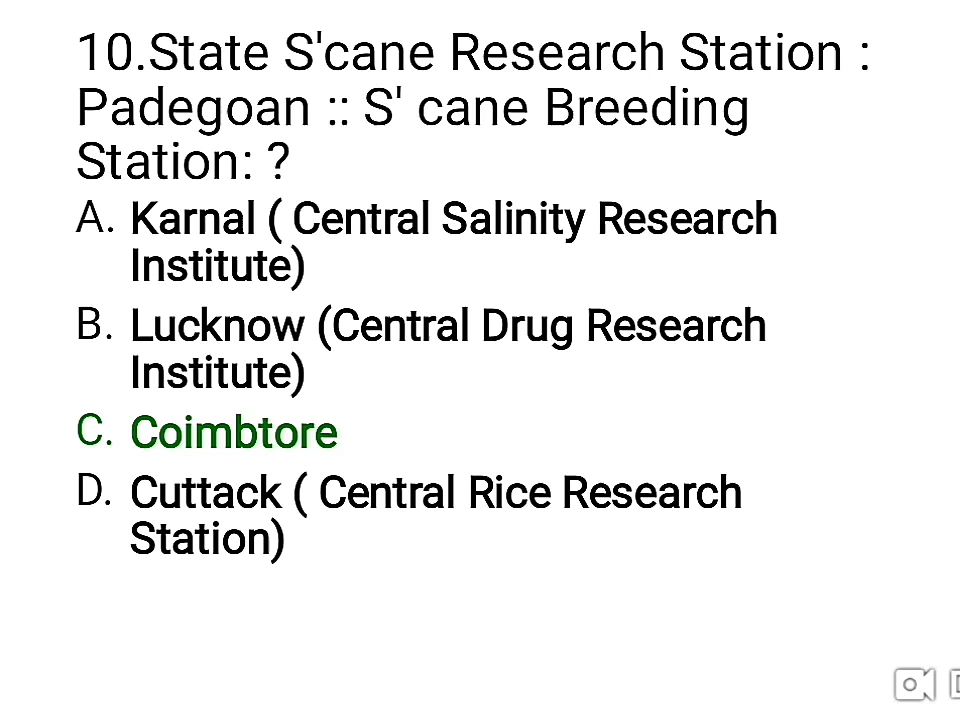 10.State S'cane Research Station :
Padegoan :: S' cane Breeding
Station: ?
A. Karnal ( Central Salinity Research
Institute)
B. Lucknow (Central Drug Research
Institute)
C. Coimbtore
D. Cuttack ( Central Rice Research
Station)